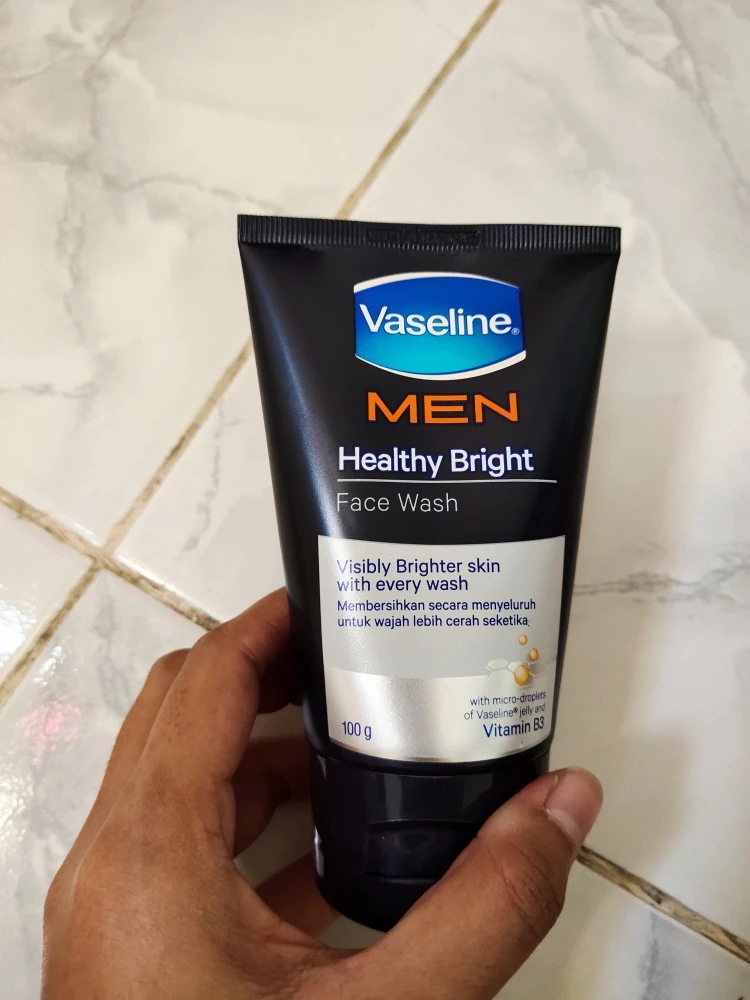 Vaseline®
MEN
Healthy Bright
Face Wash
Visibly Brighter skin
with every wash
Membersihkan secara menyeluruh
untuk wajah lebih cerah seketika
with micro-droplets
of Vaseline® jelly and
Vitamin B3
100 g